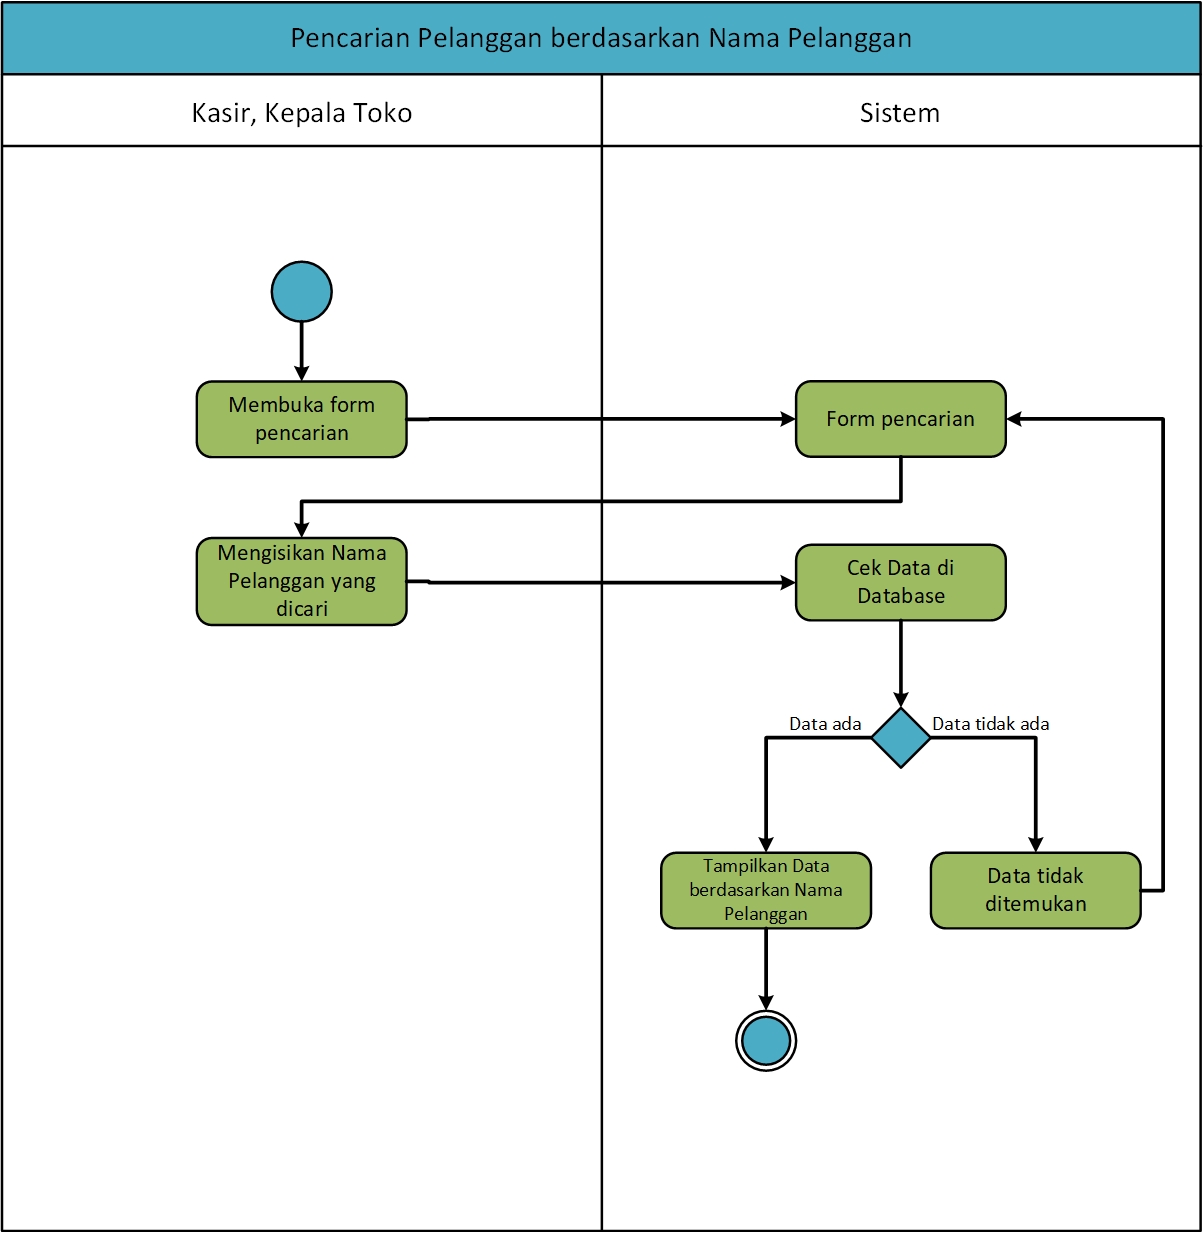 Pencarian Pelanggan berdasarkan Nama Pelanggan
Kasir, Kepala Toko
Sistem
Membuka form
pencarian
Form pencarian
Mengisikan Nama
Pelanggan yang
dicari
Cek Data di
Database
Data ada
Data tidak ada
Tampilkan Data
berdasarkan Nama
Pelanggan
Data tidak
ditemukan